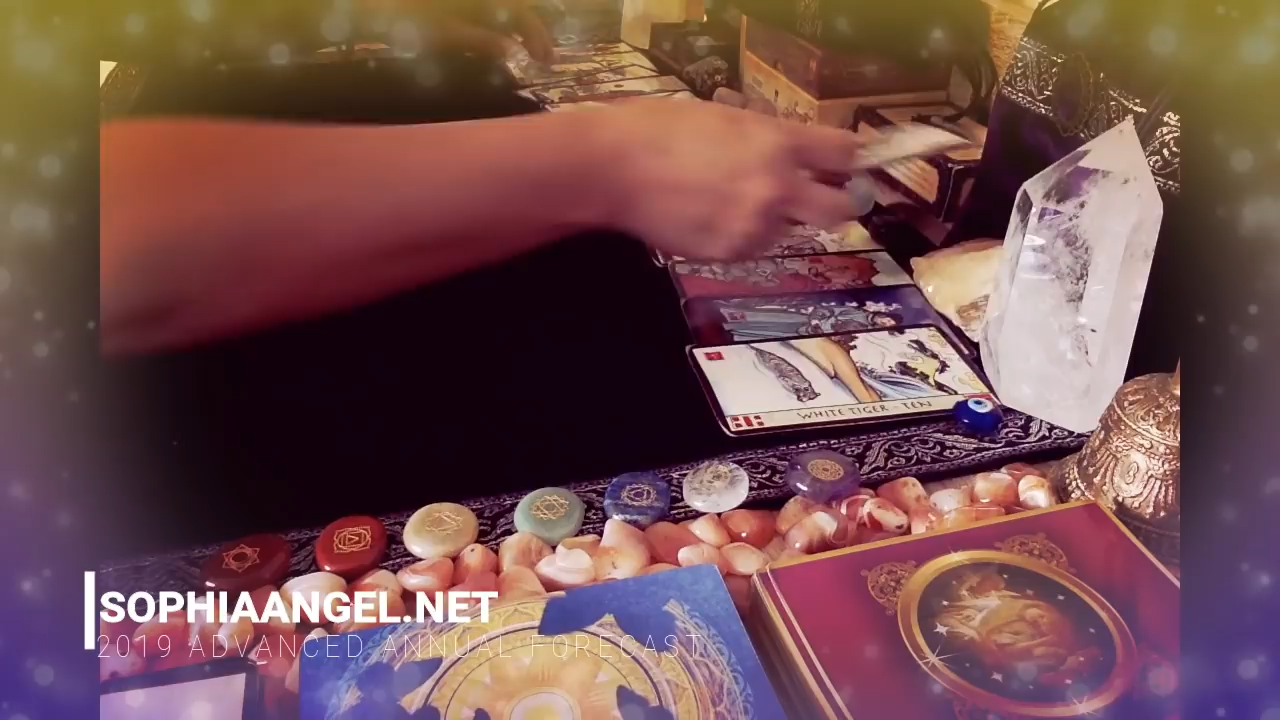 WHITE TIGER - TEN
SOPHIAANGEL.NET
2019 ADVANCED ANNUAL FORECAST